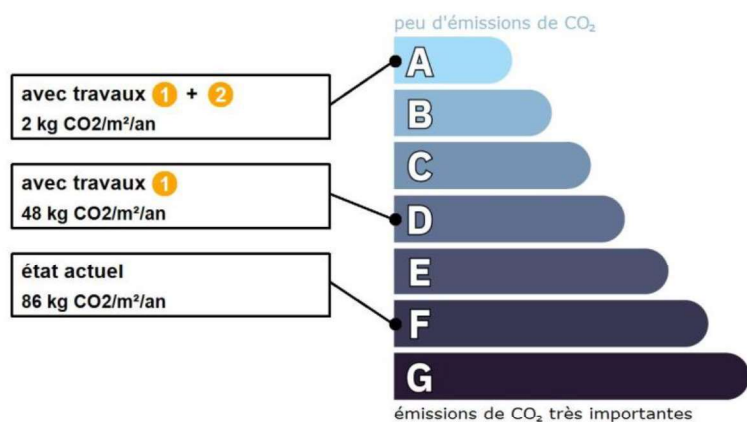 peu d'émissions de CO₂
A
avec travaux 1 + 2
2 kg CO2/m²/an
B
C
avec travaux 1
48 kg CO2/m²/an
D
état actuel
86 kg CO2/m²/an
E
F
G
émissions de CO₂ très importantes